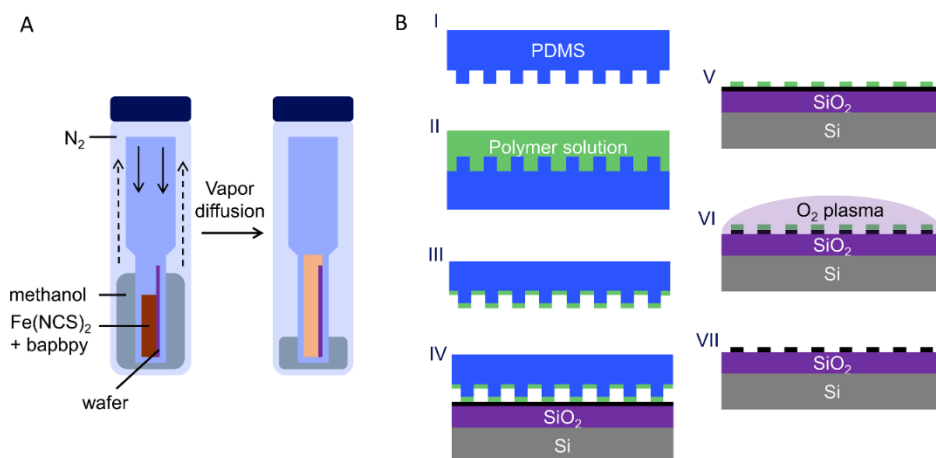 A
N₂
Vapor
diffusion
methanol
Fe(NCS)₂
+ bapbpy
wafer
B
I
PDMS
II
Polymer solution
III
IV
SiO₂
Si
V
SiO₂
Si
VI
O₂ plasma
SiO₂
Si
VII
SiO₂
Si